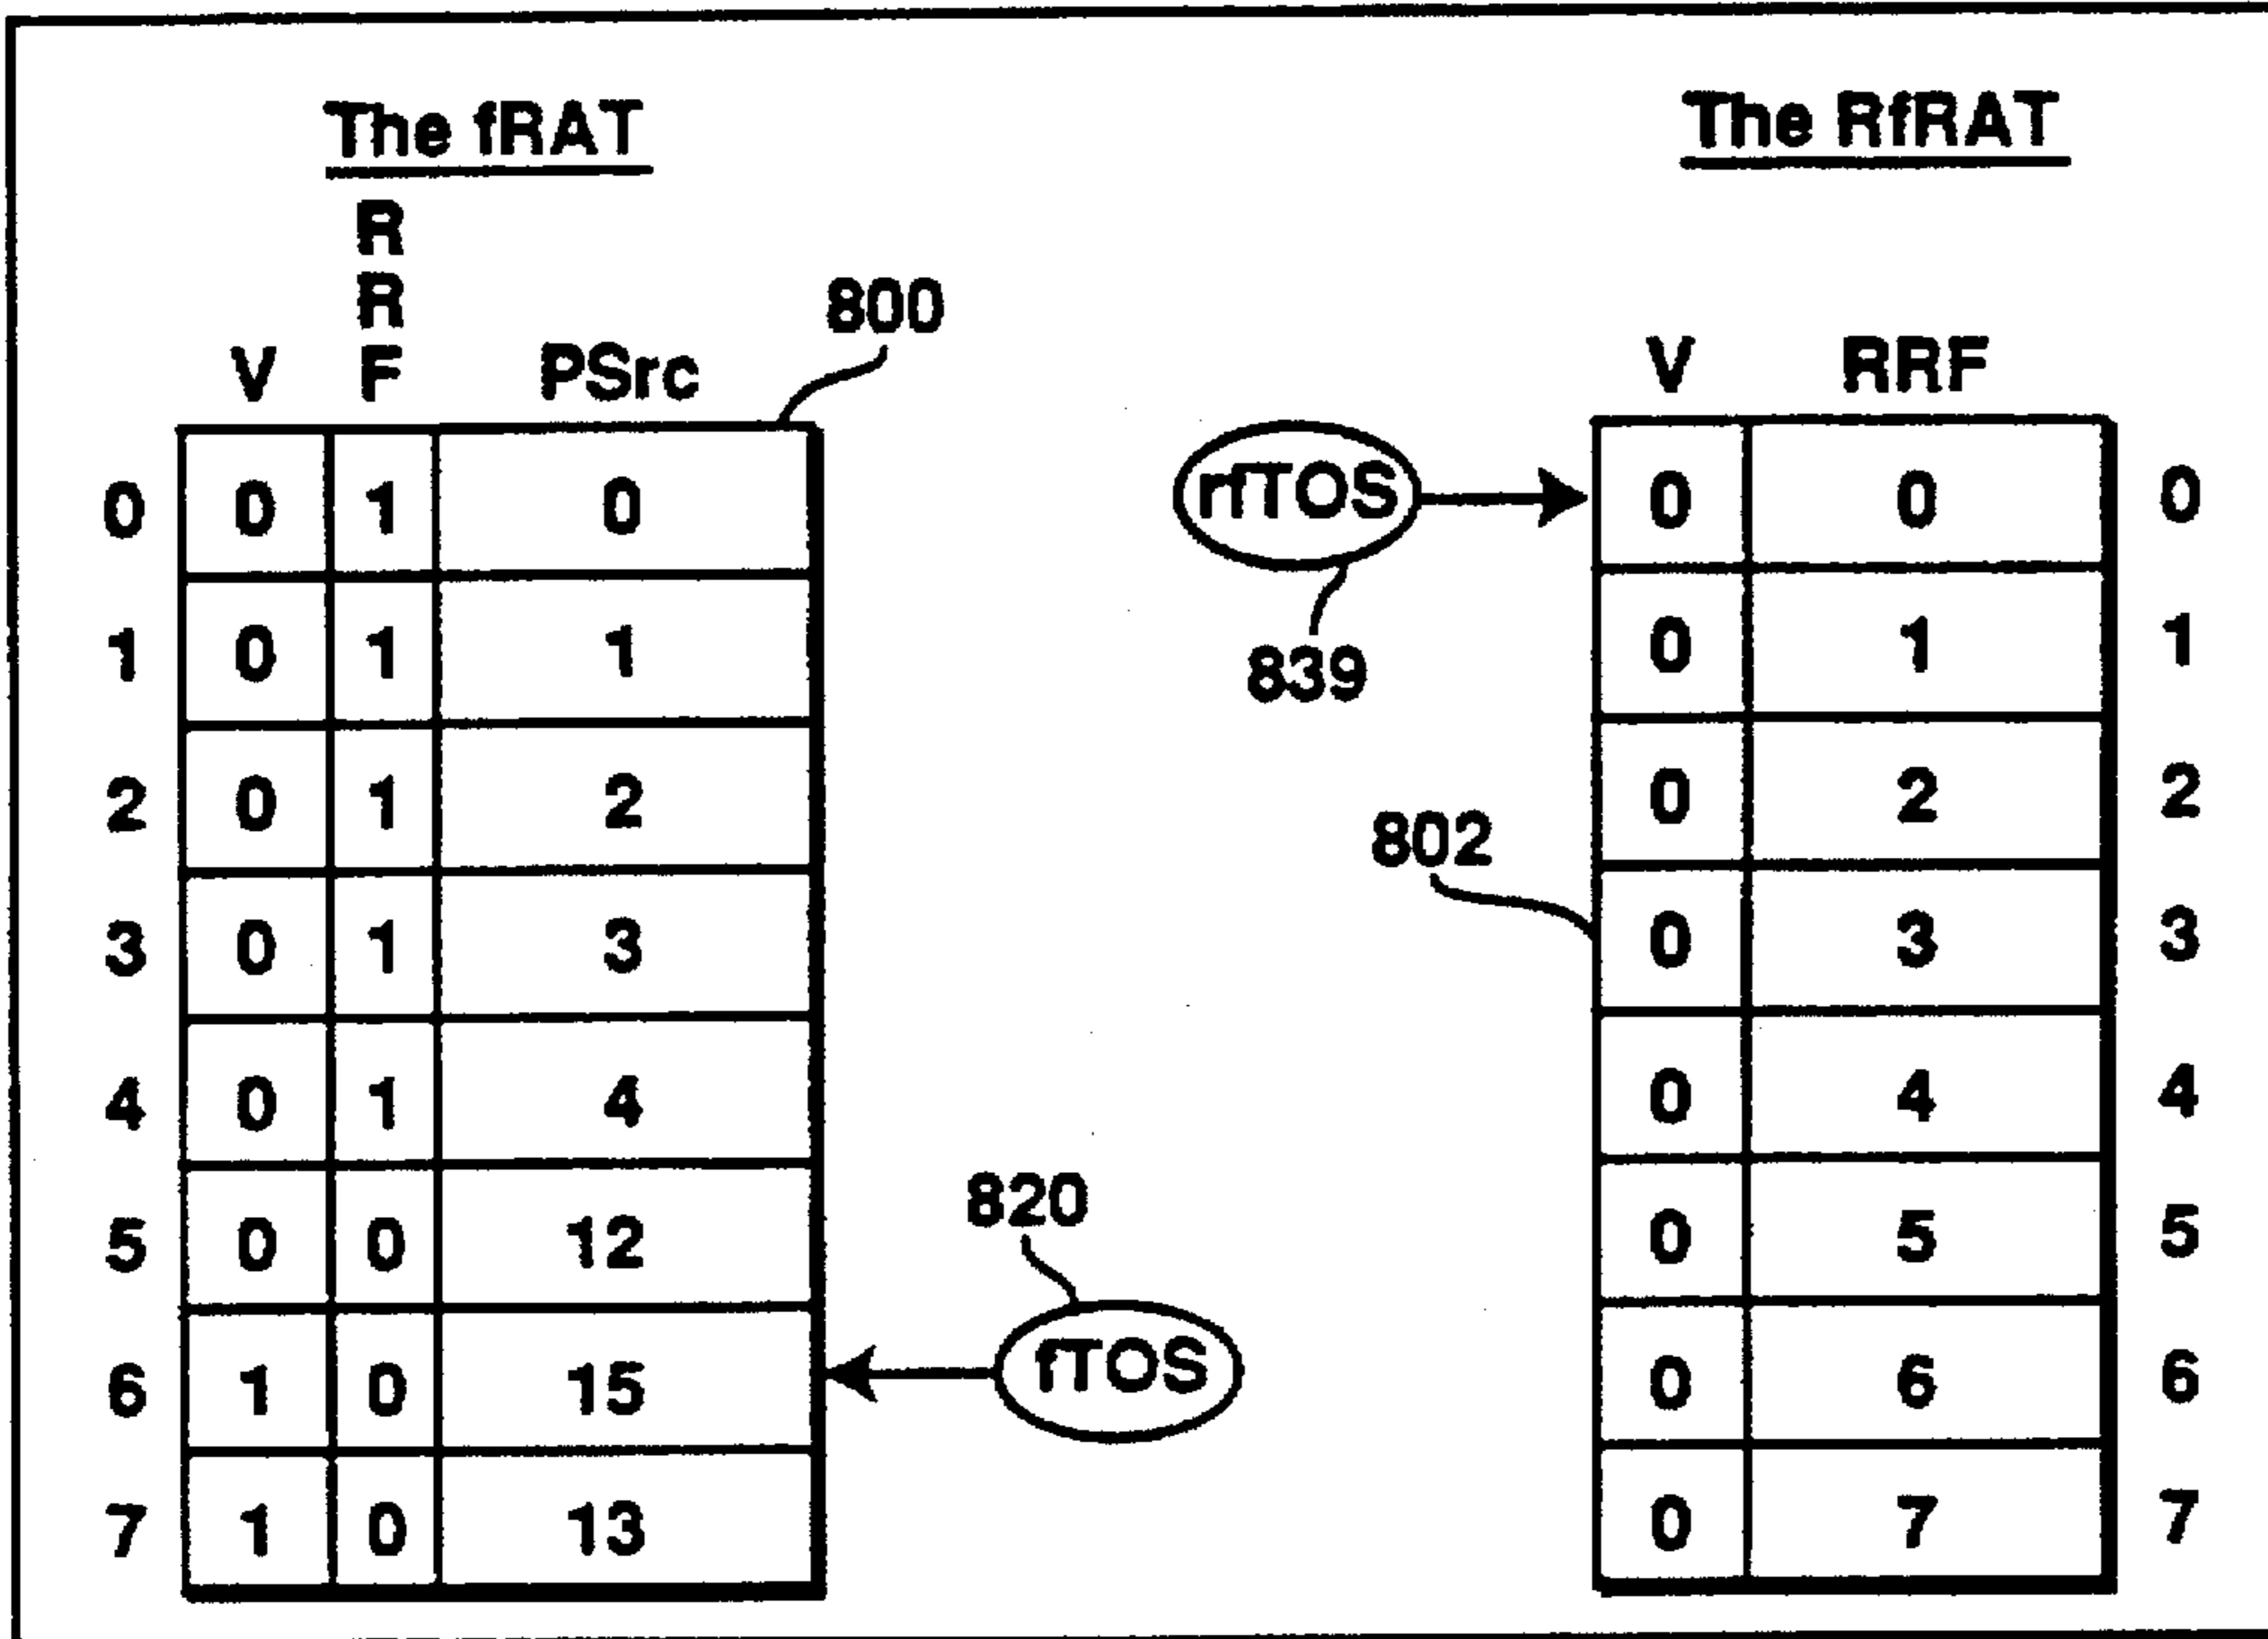 The fRAT
R
R
F
V PSrc
800
0 0 1 0
1 0 1 1
2 0 1 2
3 0 1 3
4 0 1 4
5 0 0 12
6 1 0 15
7 1 0 13
820
fTOS
The RfRAT
V RRF
rfTOS
839
802
0 0 0
0 1 1
0 2 2
0 3 3
0 4 4
0 5 5
0 6 6
0 7 7